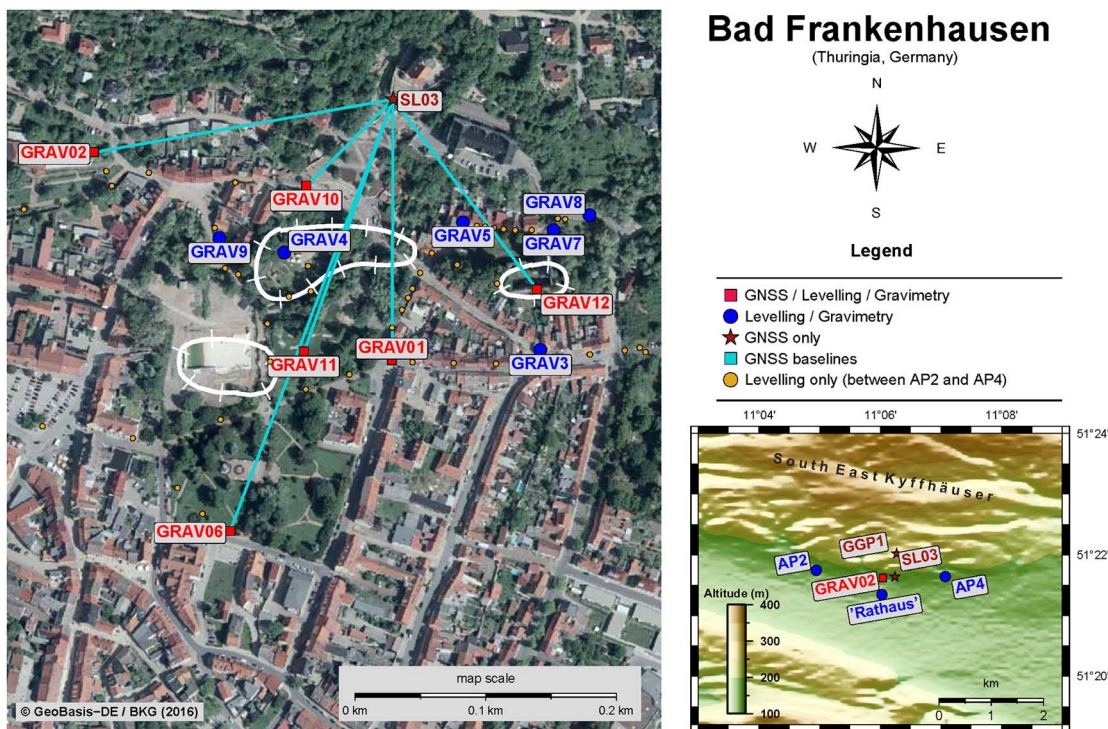 Bad Frankenhausen
(Thuringia, Germany)
N
W
E
S
SL03
GRAV02
GRAV10
GRAV8
GRAV9
GRAV4
GRAV5
GRAV7
GRAV12
GRAV11
GRAV01
GRAV3
GRAV06
map scale
0 km
0.1 km
0.2 km
© GeoBasis−DE / BKG (2016)
Legend
GNSS / Levelling / Gravimetry
Levelling / Gravimetry
GNSS only
GNSS baselines
Levelling only (between AP2 and AP4)
11°04'
11°06'
11°08'
51°24'
51°22'
51°20'
South East Kyffhäuser
GGP1
SL03
AP2
GRAV02
AP4
'Rathaus'
Altitude (m)
400
300
200
100
km
0
1
2